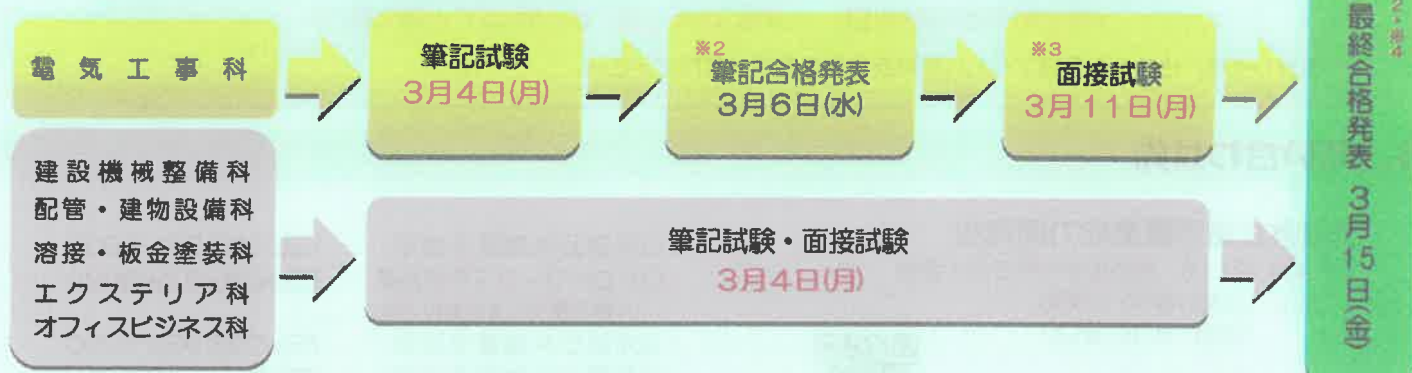 電気工事科
筆記試験
3月4日(月)
※2
筆記合格発表
3月6日(水)
※3
面接試験
3月11日(月)
建設機械整備科
配管・建物設備科
溶接・板金塗装科
エクステリア科
オフィスビジネス科
筆記試験・面接試験
3月4日(月)
2・※4
最終合格発表 3月15日(金)